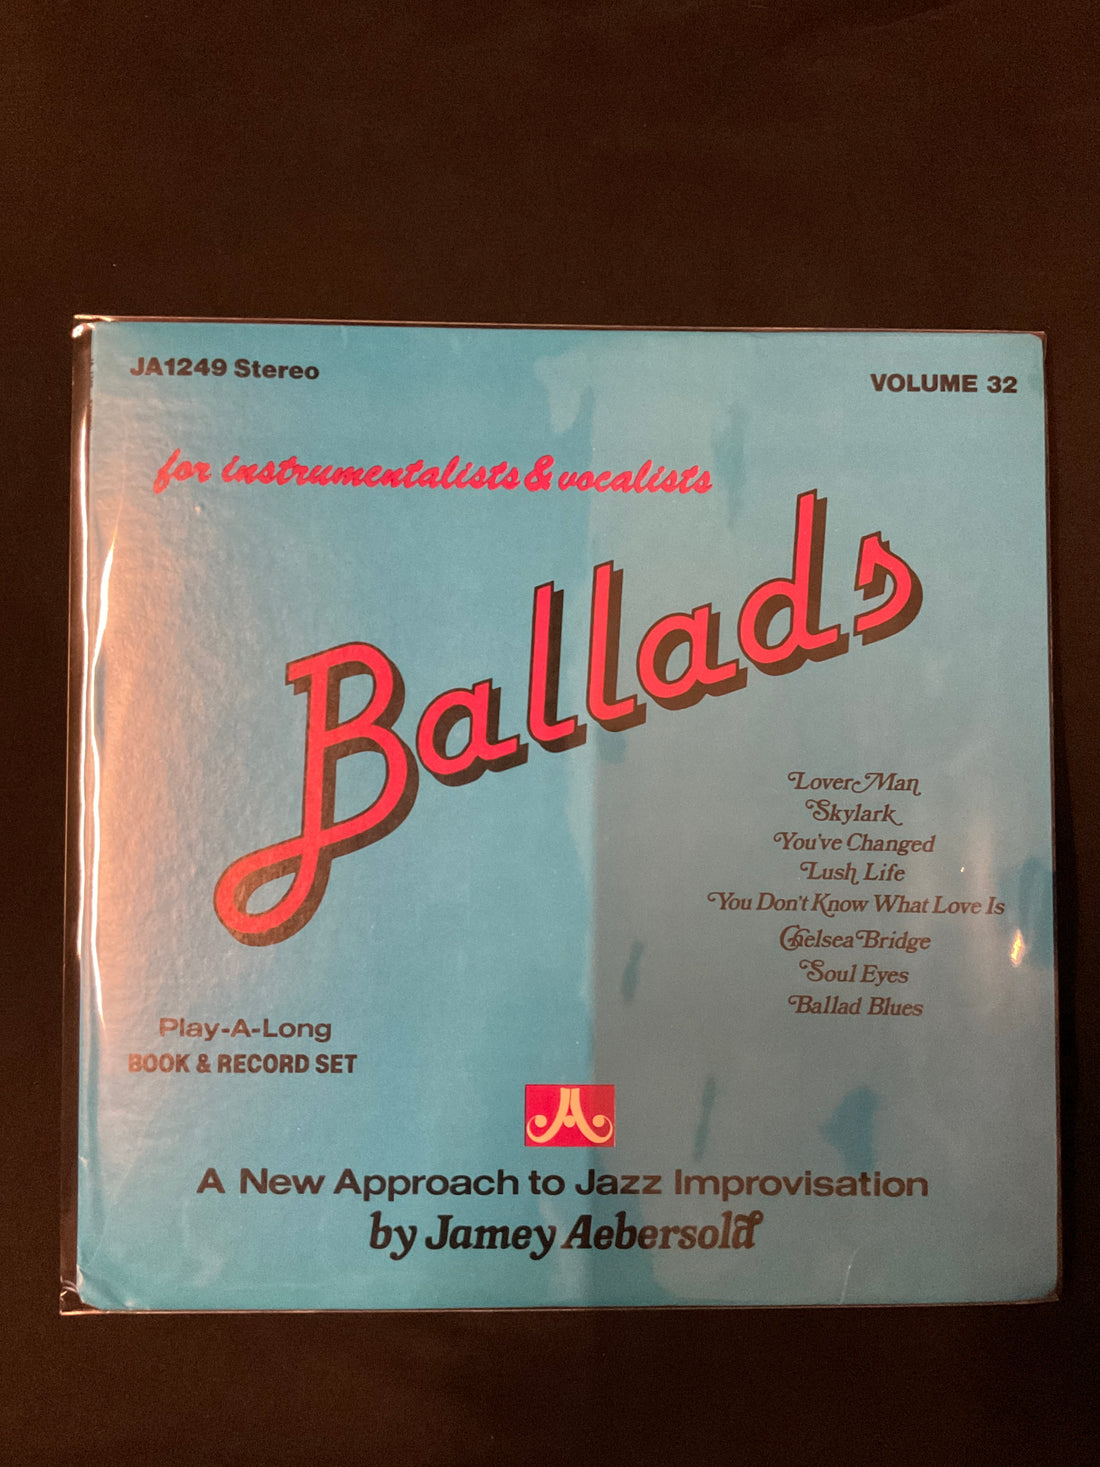 JA1249 Stereo
VOLUME 32
for instrumentalists & vocalists
Ballads
Lover Man
Skylark
You've Changed
Lush Life
You Don't Know What Love Is
Chelsea Bridge
Soul Eyes
Ballad Blues
Play-A-Long
BOOK & RECORD SET
JA
A New Approach to Jazz Improvisation
by Jamey Aebersold